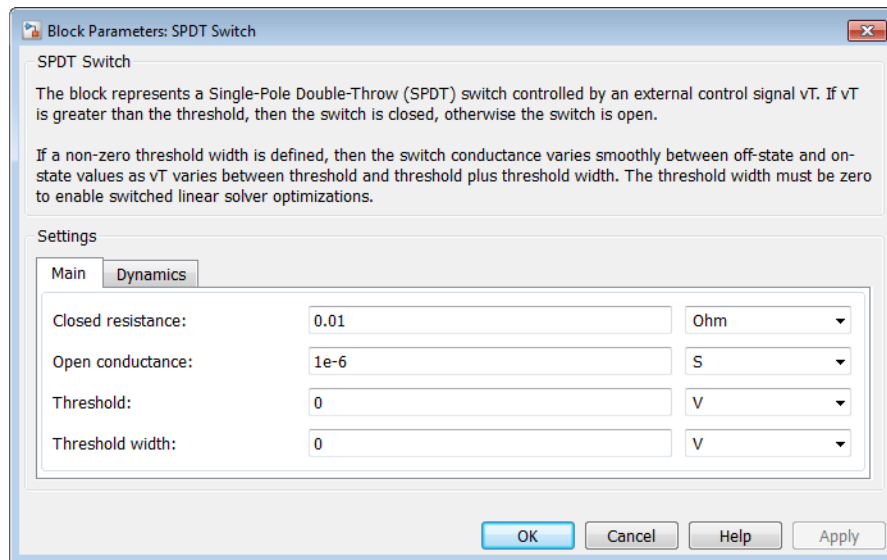 Block Parameters: SPDT Switch
SPDT Switch
The block represents a Single-Pole Double-Throw (SPDT) switch controlled by an external control signal vT. If vT
is greater than the threshold, then the switch is closed, otherwise the switch is open.
If a non-zero threshold width is defined, then the switch conductance varies smoothly between off-state and on-
state values as vT varies between threshold and threshold plus threshold width. The threshold width must be zero
to enable switched linear solver optimizations.
Settings
Main Dynamics
Closed resistance: 0.01 Ohm
Open conductance: 1e-6 S
Threshold: 0 V
Threshold width: 0 V
OK Cancel Help Apply